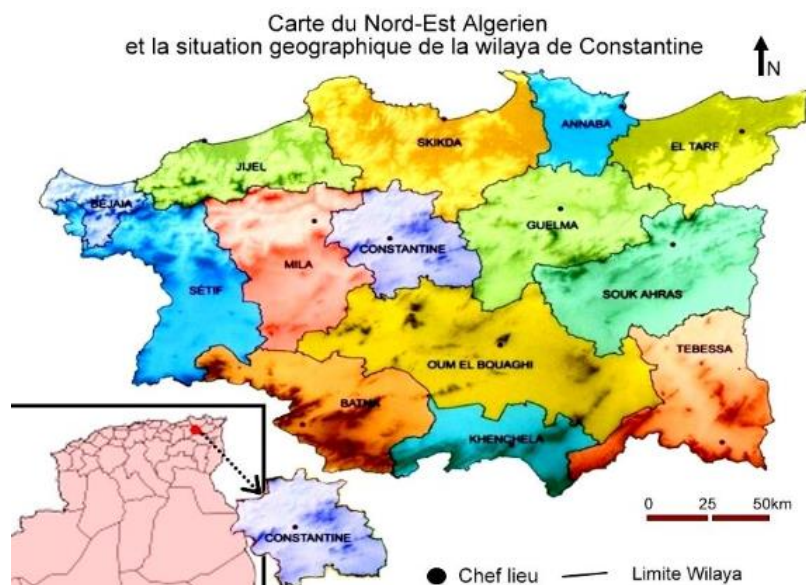 Carte du Nord-Est Algerien
et la situation geographique de la wilaya de Constantine
N
ANNABA
SKIKDA
EL TARF
JIJEL
BEJAIA
GUELMA
CONSTANTINE
MILA
SÉTIF
SOUK AHRAS
TEBESSA
OUM EL BOUAGHI
BATNA
KHENCHELA
0 25 50km
CONSTANTINE
Chef lieu
Limite Wilaya